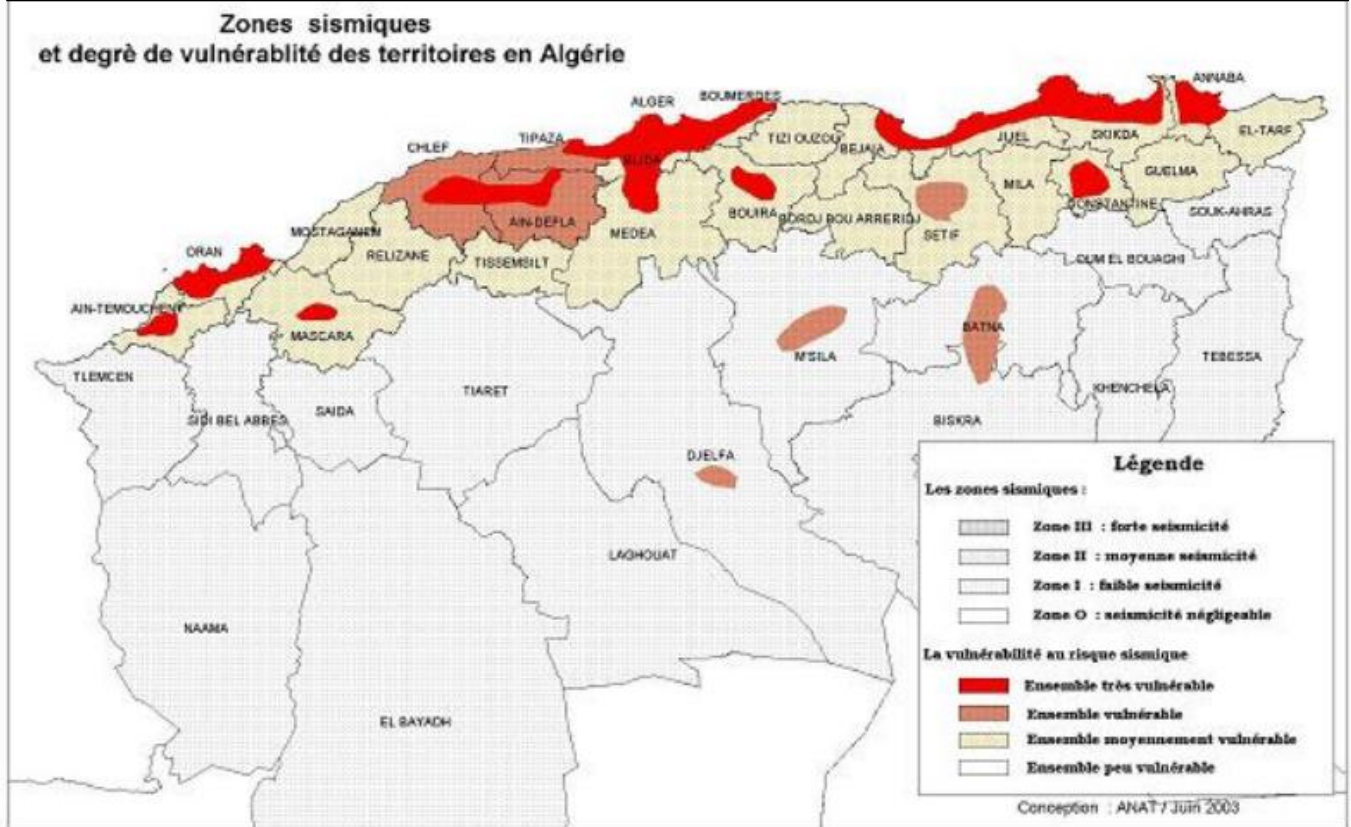 Zones sismiques
et degrè de vulnérablité des territoires en Algérie
ANNABA
ALGER
BOUMERDES
TIPAZA
CHLEF
TIZI OUZOU
BEJAIA
JIJEL
SKIKDA
EL-TARF
BLIDA
GUELMA
MILA
CONSTANTINE
SOUK-AHRAS
AIN-DEFLA
MEDEA
BOUIRA
BORDJ BOU ARRERIDJ
SETIF
MOSTAGANEM
ORAN
RELIZANE
TISSEMSILT
OUM EL BOUAGHI
AIN-TEMOUCHENT
MASCARA
BATNA
M'SILA
TEBESSA
TLEMCEN
TIARET
KHENCHELA
SIDI BEL ABBES
SAIDA
BISKRA
DJELFA
LAGHOUAT
NAAMA
EL BAYADH
Légende
Les zones sismiques :
Zone III : forte seismicité
Zone II : moyenne seismicité
Zone I : faible seismicité
Zone O : seismicité négligeable
La vulnérabilité au risque sismique
Ensemble très vulnérable
Ensemble vulnérable
Ensemble moyennement vulnérable
Ensemble peu vulnérable
Conception : ANAT / Juin 2003